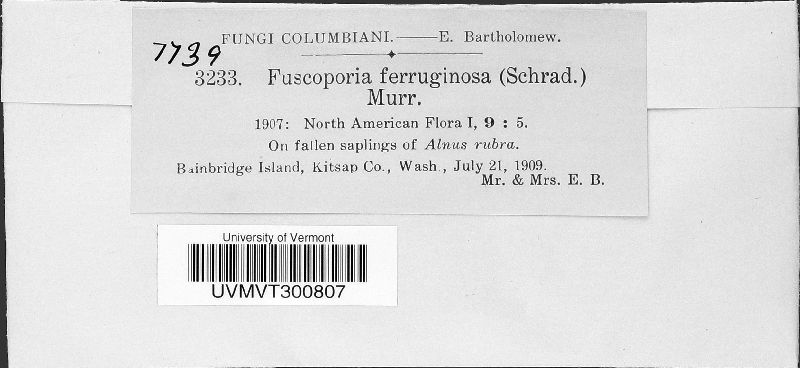 FUNGI COLUMBIANI.——E. Bartholomew.
7739
3233. Fuscoporia ferruginosa (Schrad.)
Murr.
1907: North American Flora I, 9 : 5.
On fallen saplings of Alnus rubra.
Bainbridge Island, Kitsap Co., Wash., July 21, 1909.
Mr. & Mrs. E. B.
University of Vermont
UVMVT300807